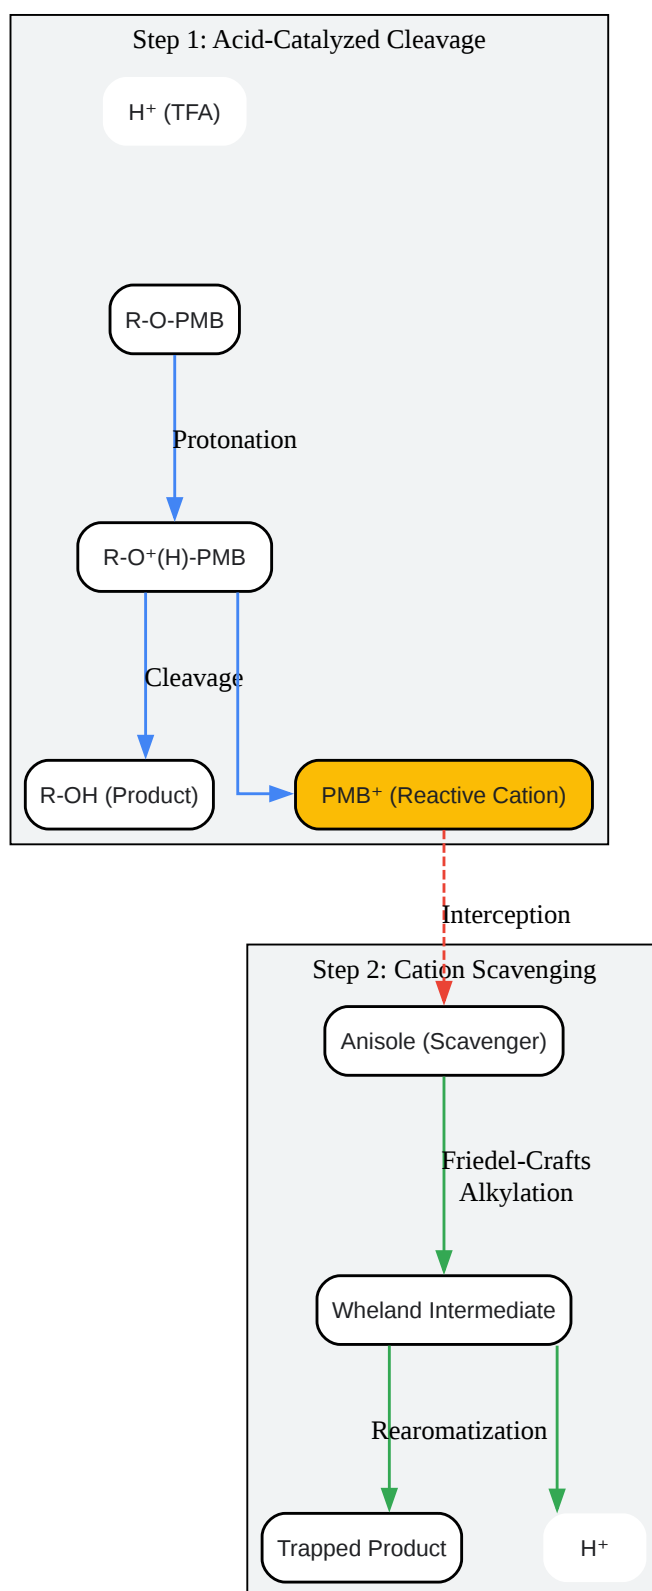 Step 1: Acid-Catalyzed Cleavage
H⁺ (TFA)
R-O-PMB
Protonation
R-O⁺(H)-PMB
Cleavage
R-OH (Product)
PMB⁺ (Reactive Cation)
Interception
Step 2: Cation Scavenging
Anisole (Scavenger)
Friedel-Crafts
Alkylation
Wheland Intermediate
Rearomatization
Trapped Product
H⁺